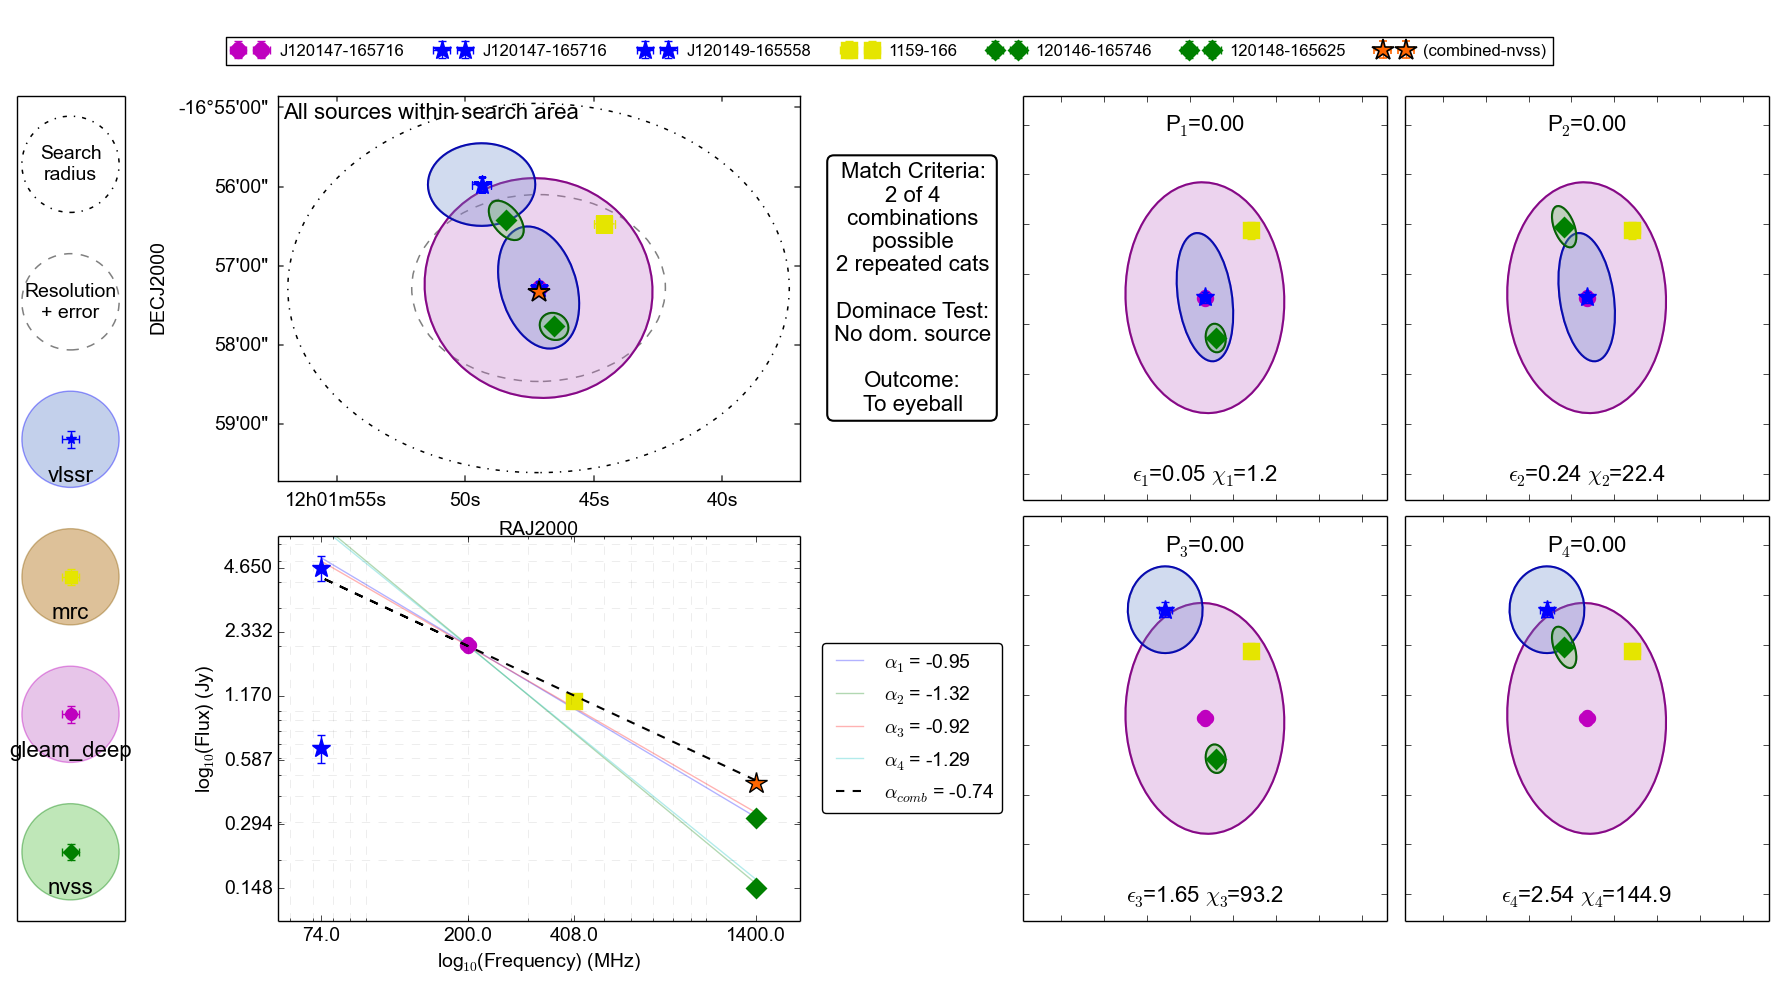 J120147-165716 J120147-165716 J120149-165558 1159-166 120146-165746 120148-165625 (combined-nvss)
Search
radius
Resolution
+ error
vlssr
mrc
gleam_deep
nvss
All sources within search area
DECJ2000
-16°55'00"
56'00"
57'00"
58'00"
59'00"
12h01m55s 50s 45s 40s
RAJ2000
Match Criteria:
2 of 4
combinations
possible
2 repeated cats
Dominace Test:
No dom. source
Outcome:
To eyeball
P1=0.00
ϵ1=0.05 χ1=1.2
P2=0.00
ϵ2=0.24 χ2=22.4
P3=0.00
ϵ3=1.65 χ3=93.2
P4=0.00
ϵ4=2.54 χ4=144.9
log10(Flux) (Jy)
4.650
2.332
1.170
0.587
0.294
0.148
74.0 200.0 408.0 1400.0
log10(Frequency) (MHz)
α1 = -0.95
α2 = -1.32
α3 = -0.92
α4 = -1.29
αcomb = -0.74